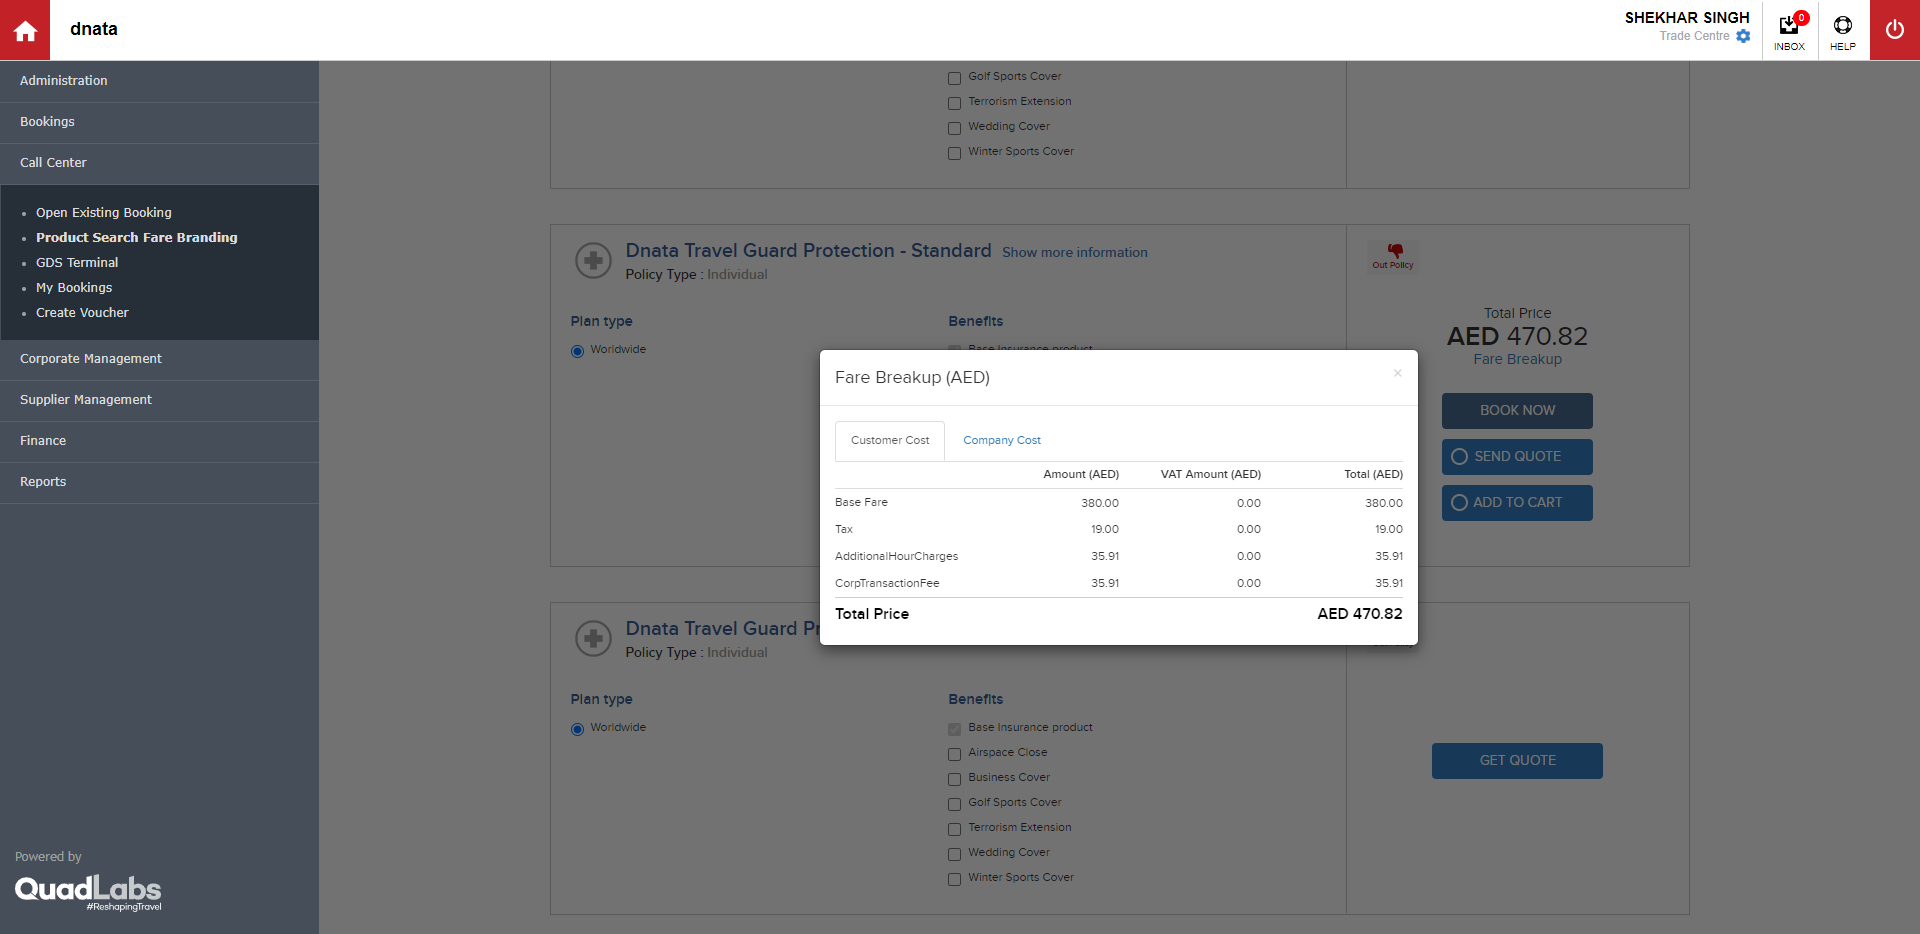 dnata
SHEKHAR SINGH
Trade Centre
0
INBOX
HELP
Administration
Bookings
Call Center
Open Existing Booking
Product Search Fare Branding
GDS Terminal
My Bookings
Create Voucher
Corporate Management
Supplier Management
Finance
Reports
Powered by
QuadLabs
#ReshapingTravel
Golf Sports Cover
Terrorism Extension
Wedding Cover
Winter Sports Cover
Dnata Travel Guard Protection - Standard Show more information
Policy Type : Individual
Plan type
Worldwide
Benefits
Base Insurance product
Out Policy
Total Price
AED 470.82
Fare Breakup
BOOK NOW
SEND QUOTE
ADD TO CART
Fare Breakup (AED)
×
Customer Cost Company Cost
Amount (AED) VAT Amount (AED) Total (AED)
Base Fare 380.00 0.00 380.00
Tax 19.00 0.00 19.00
AdditionalHourCharges 35.91 0.00 35.91
CorpTransactionFee 35.91 0.00 35.91
Total Price AED 470.82
Dnata Travel Guard
Policy Type : Individual
Plan type
Worldwide
Benefits
Base Insurance product
Airspace Close
Business Cover
Golf Sports Cover
Terrorism Extension
Wedding Cover
Winter Sports Cover
GET QUOTE